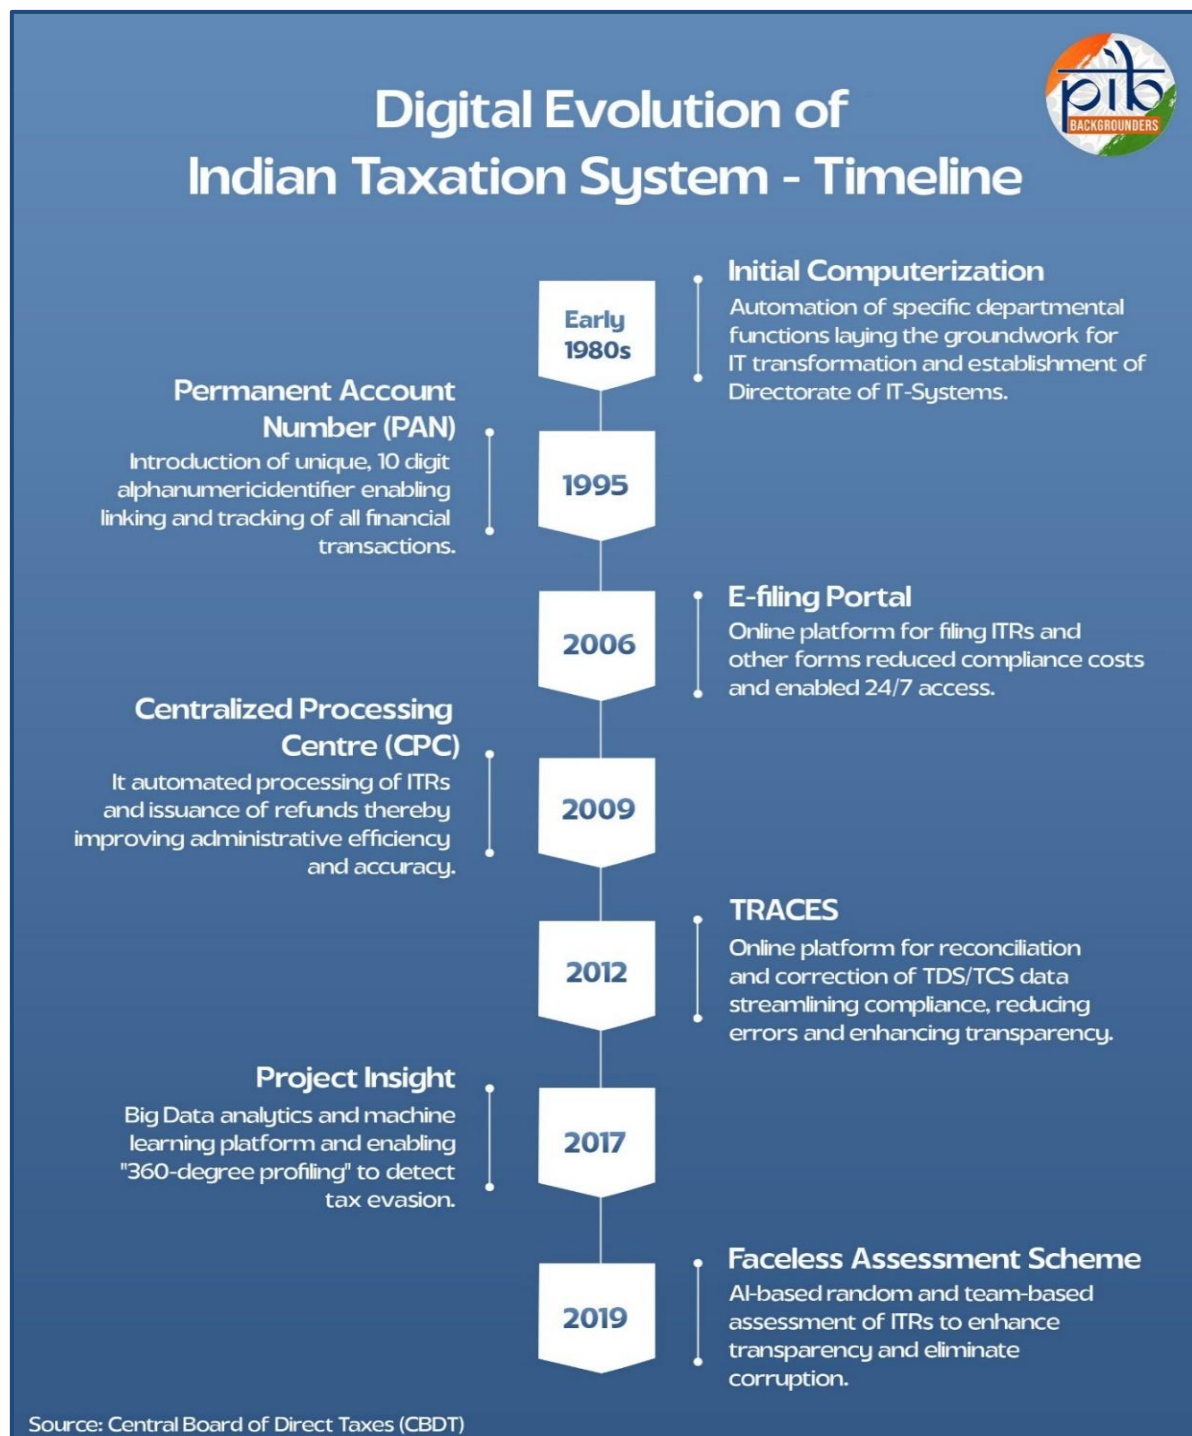 pib
BACKGROUNDERS
Digital Evolution of
Indian Taxation System - Timeline
Early
1980s
Initial Computerization
Automation of specific departmental
functions laying the groundwork for
IT transformation and establishment of
Directorate of IT-Systems.
Permanent Account
Number (PAN)
Introduction of unique, 10 digit
alphanumericidentifier enabling
linking and tracking of all financial
transactions.
1995
2006
E-filing Portal
Online platform for filing ITRs and
other forms reduced compliance costs
and enabled 24/7 access.
Centralized Processing
Centre (CPC)
It automated processing of ITRs
and issuance of refunds thereby
improving administrative efficiency
and accuracy.
2009
2012
TRACES
Online platform for reconciliation
and correction of TDS/TCS data
streamlining compliance, reducing
errors and enhancing transparency.
Project Insight
Big Data analytics and machine
learning platform and enabling
"360-degree profiling" to detect
tax evasion.
2017
2019
Faceless Assessment Scheme
AI-based random and team-based
assessment of ITRs to enhance
transparency and eliminate
corruption.
Source: Central Board of Direct Taxes (CBDT)